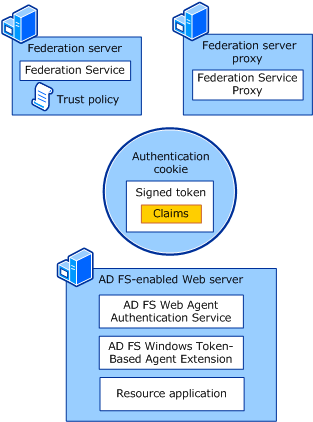 Federation server
Federation Service
Trust policy
Federation server
proxy
Federation Service
Proxy
Authentication
cookie
Signed token
Claims
AD FS-enabled Web server
AD FS Web Agent
Authentication Service
AD FS Windows Token-
Based Agent Extension
Resource application